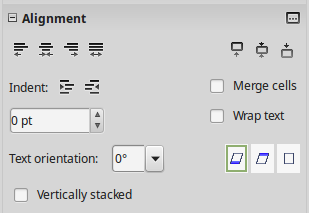 Alignment
Indent:
Merge cells
0 pt
Wrap text
Text orientation: 0°
Vertically stacked